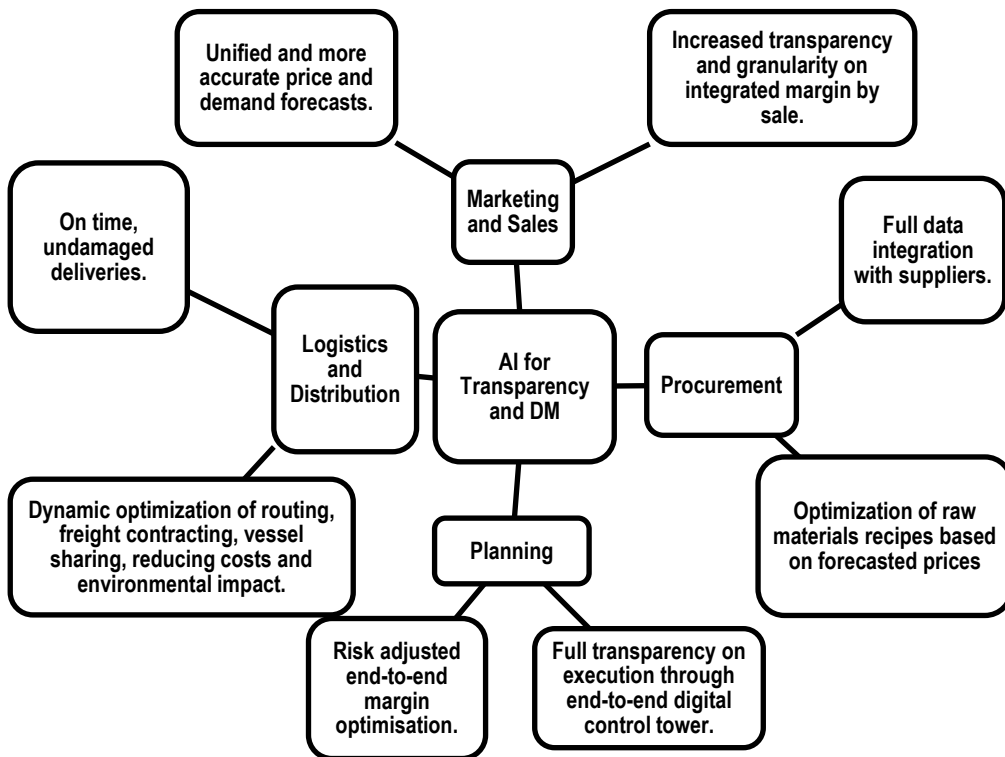 Unified and more
accurate price and
demand forecasts.
Increased transparency
and granularity on
integrated margin by
sale.
Marketing
and Sales
On time,
undamaged
deliveries.
Full data
integration
with suppliers.
Logistics
and
Distribution
AI for
Transparency
and DM
Procurement
Dynamic optimization of routing,
freight contracting, vessel
sharing, reducing costs and
environmental impact.
Planning
Optimization of raw
materials recipes based
on forecasted prices
Risk adjusted
end-to-end
margin
optimisation.
Full transparency on
execution through
end-to-end digital
control tower.